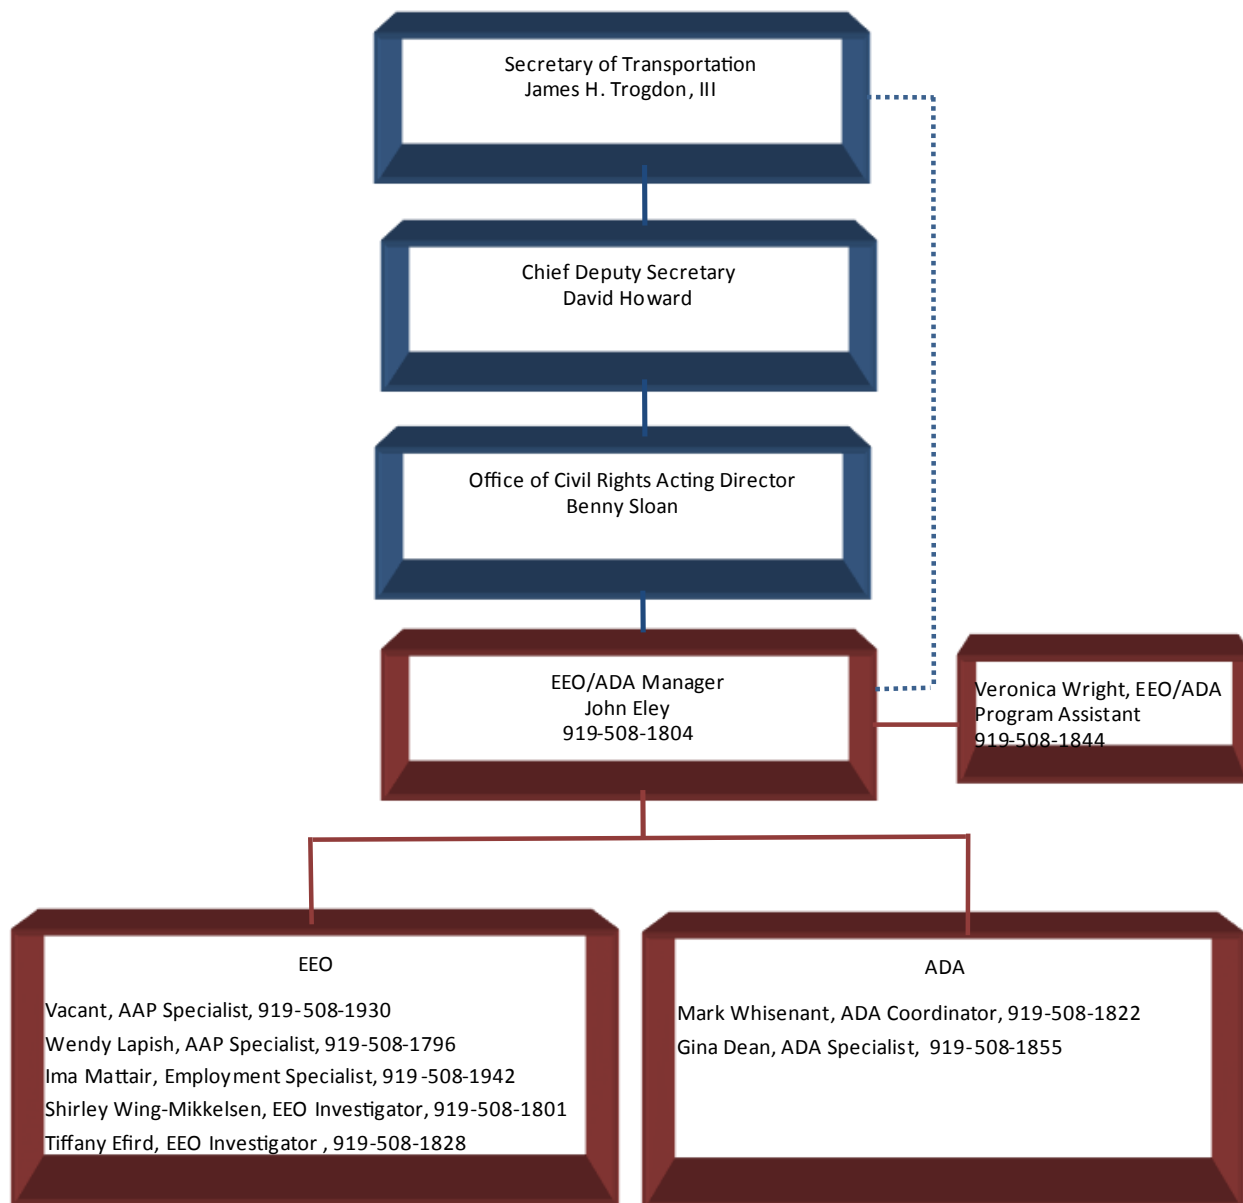 Secretary of Transportation
James H. Trogdon, III
Chief Deputy Secretary
David Howard
Office of Civil Rights Acting Director
Benny Sloan
EEO/ADA Manager
John Eley
919-508-1804
Veronica Wright, EEO/ADA
Program Assistant
919-508-1844
EEO
Vacant, AAP Specialist, 919-508-1930
Wendy Lapish, AAP Specialist, 919-508-1796
Ima Mattair, Employment Specialist, 919-508-1942
Shirley Wing-Mikkelsen, EEO Investigator, 919-508-1801
Tiffany Efird, EEO Investigator , 919-508-1828
ADA
Mark Whisenant, ADA Coordinator, 919-508-1822
Gina Dean, ADA Specialist, 919-508-1855